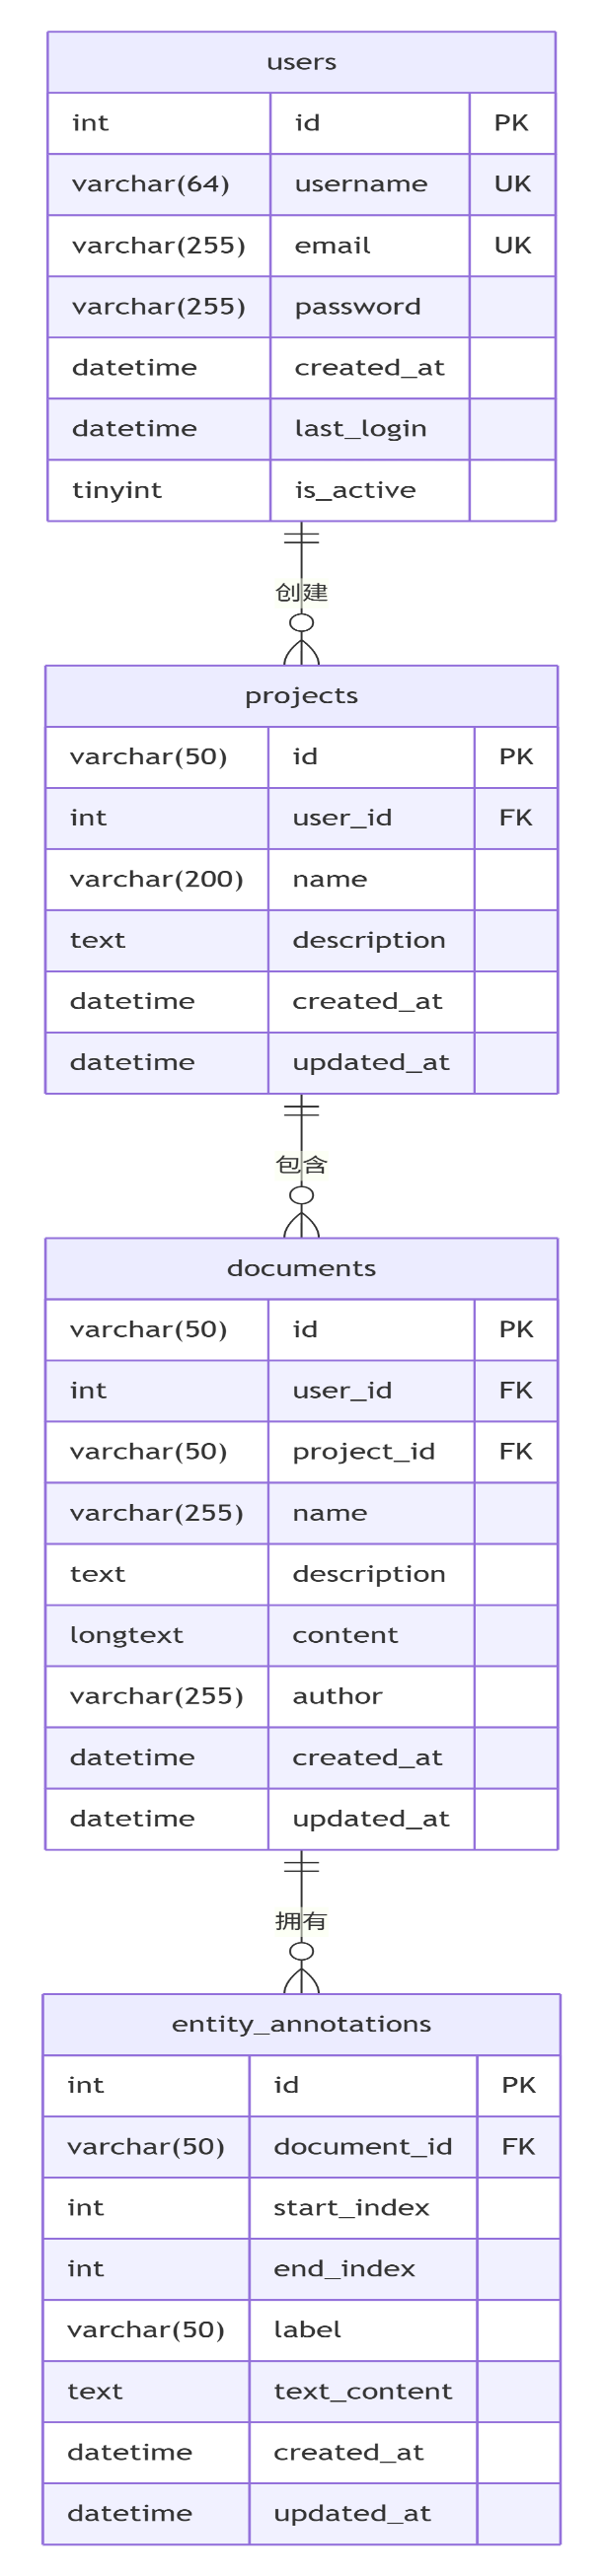 users
int id PK
varchar(64) username UK
varchar(255) email UK
varchar(255) password
datetime created_at
datetime last_login
tinyint is_active
创建
projects
varchar(50) id PK
int user_id FK
varchar(200) name
text description
datetime created_at
datetime updated_at
包含
documents
varchar(50) id PK
int user_id FK
varchar(50) project_id FK
varchar(255) name
text description
longtext content
varchar(255) author
datetime created_at
datetime updated_at
拥有
entity_annotations
int id PK
varchar(50) document_id FK
int start_index
int end_index
varchar(50) label
text text_content
datetime created_at
datetime updated_at